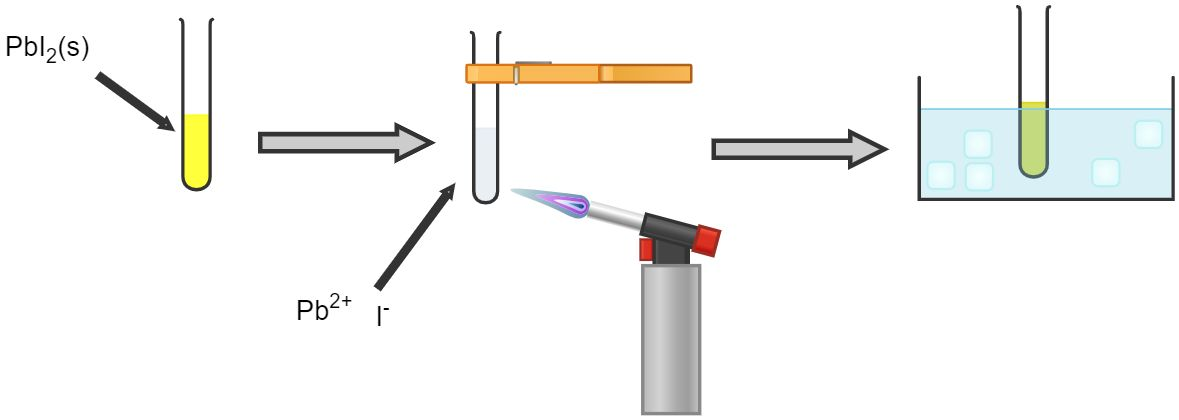 PbI₂(s)
Pb²⁺ I⁻